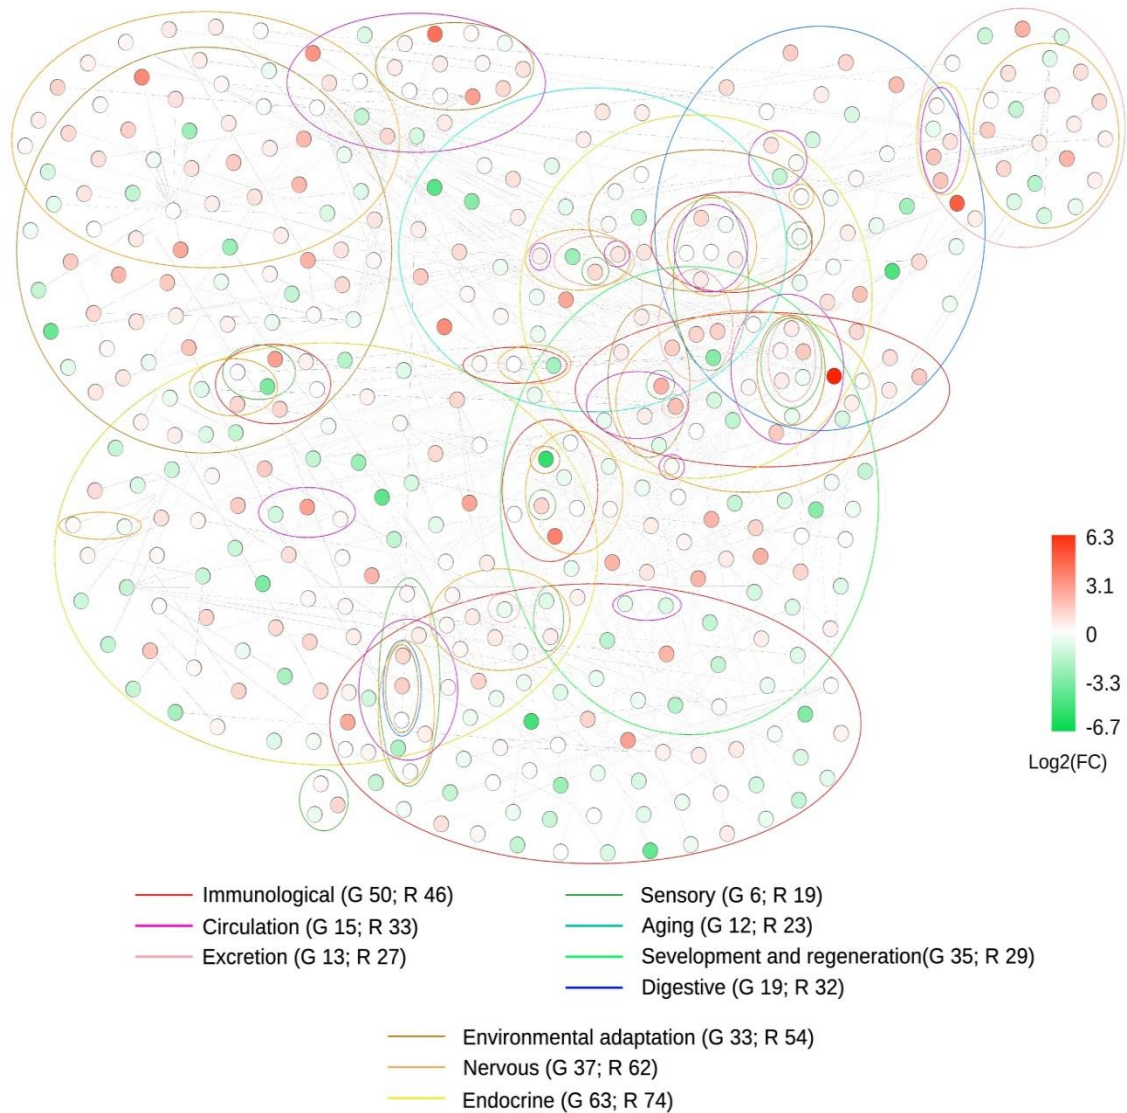 6.3
3.1
0
-3.3
-6.7
Log2(FC)
Immunological (G 50; R 46)
Circulation (G 15; R 33)
Excretion (G 13; R 27)
Sensory (G 6; R 19)
Aging (G 12; R 23)
Sevelopment and regeneration(G 35; R 29)
Digestive (G 19; R 32)
Environmental adaptation (G 33; R 54)
Nervous (G 37; R 62)
Endocrine (G 63; R 74)